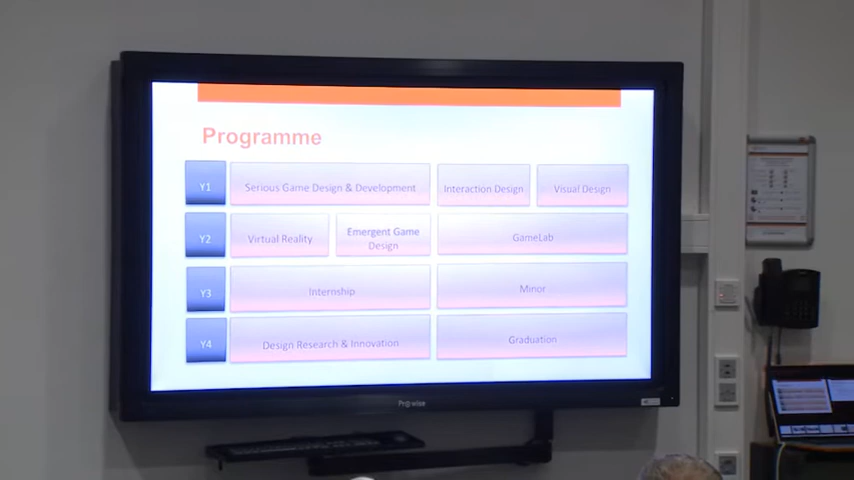 Programme
Y1
Serious Game Design & Development
Interaction Design
Visual Design
Y2
Virtual Reality
Emergent Game
Design
GameLab
Y3
Internship
Minor
Y4
Design Research & Innovation
Graduation
Prowise